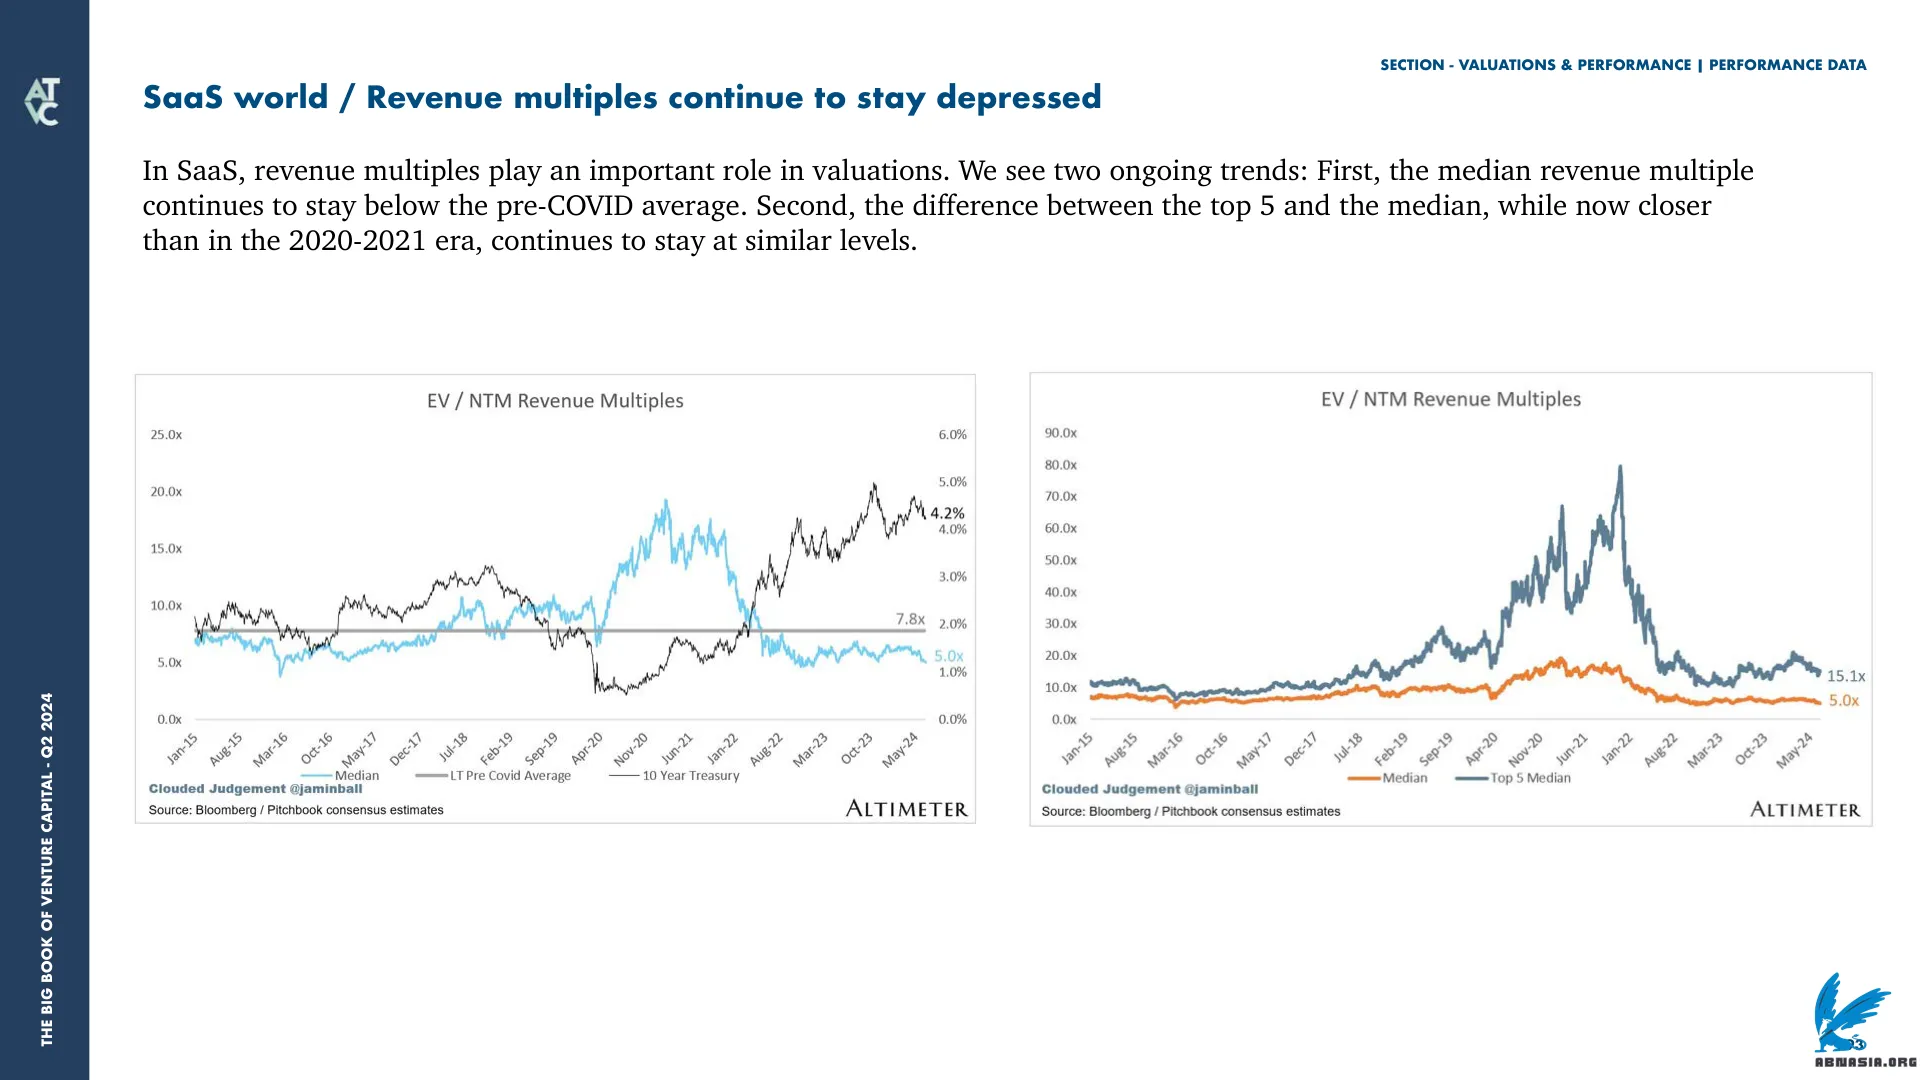 SECTION - VALUATIONS & PERFORMANCE | PERFORMANCE DATA
AT
VC
SaaS world / Revenue multiples continue to stay depressed
In SaaS, revenue multiples play an important role in valuations. We see two ongoing trends: First, the median revenue multiple
continues to stay below the pre-COVID average. Second, the difference between the top 5 and the median, while now closer
than in the 2020-2021 era, continues to stay at similar levels.
EV / NTM Revenue Multiples
25.0x
20.0x
15.0x
10.0x
5.0x
0.0x
6.0%
5.0%
4.2%
4.0%
3.0%
7.8x
2.0%
5.0x
1.0%
0.0%
Jan-15
Aug-15
Mar-16
Oct-16
May-17
Dec-17
Jul-18
Feb-19
Sep-19
Apr-20
Nov-20
Jun-21
Jan-22
Aug-22
Mar-23
Oct-23
May-24
Median
LT Pre Covid Average
10 Year Treasury
Clouded Judgement @jaminball
Source: Bloomberg / Pitchbook consensus estimates
ALTIMETER
EV / NTM Revenue Multiples
90.0x
80.0x
70.0x
60.0x
50.0x
40.0x
30.0x
20.0x
10.0x
0.0x
15.1x
5.0x
Jan-15
Aug-15
Mar-16
Oct-16
May-17
Dec-17
Jul-18
Feb-19
Sep-19
Apr-20
Nov-20
Jun-21
Jan-22
Aug-22
Mar-23
Oct-23
May-24
Median
Top 5 Median
Clouded Judgement @jaminball
Source: Bloomberg / Pitchbook consensus estimates
ALTIMETER
THE BIG BOOK OF VENTURE CAPITAL - Q2 2024
ABNASIA.ORG